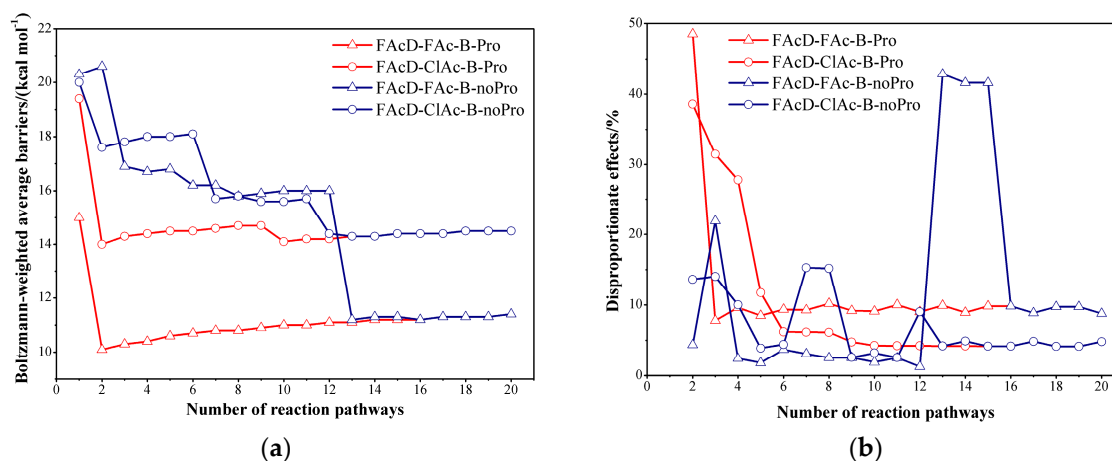 22
20
18
16
14
12
10
Boltzmann-weighted average barriers/(kcal mol⁻¹)
FAcD-FAc-B-Pro
FAcD-ClAc-B-Pro
FAcD-FAc-B-noPro
FAcD-ClAc-B-noPro
0 2 4 6 8 10 12 14 16 18 20
Number of reaction pathways
(a)
50
40
30
20
10
0
Disproportionate effects/%
FAcD-FAc-B-Pro
FAcD-ClAc-B-Pro
FAcD-FAc-B-noPro
FAcD-ClAc-B-noPro
0 2 4 6 8 10 12 14 16 18 20
Number of reaction pathways
(b)